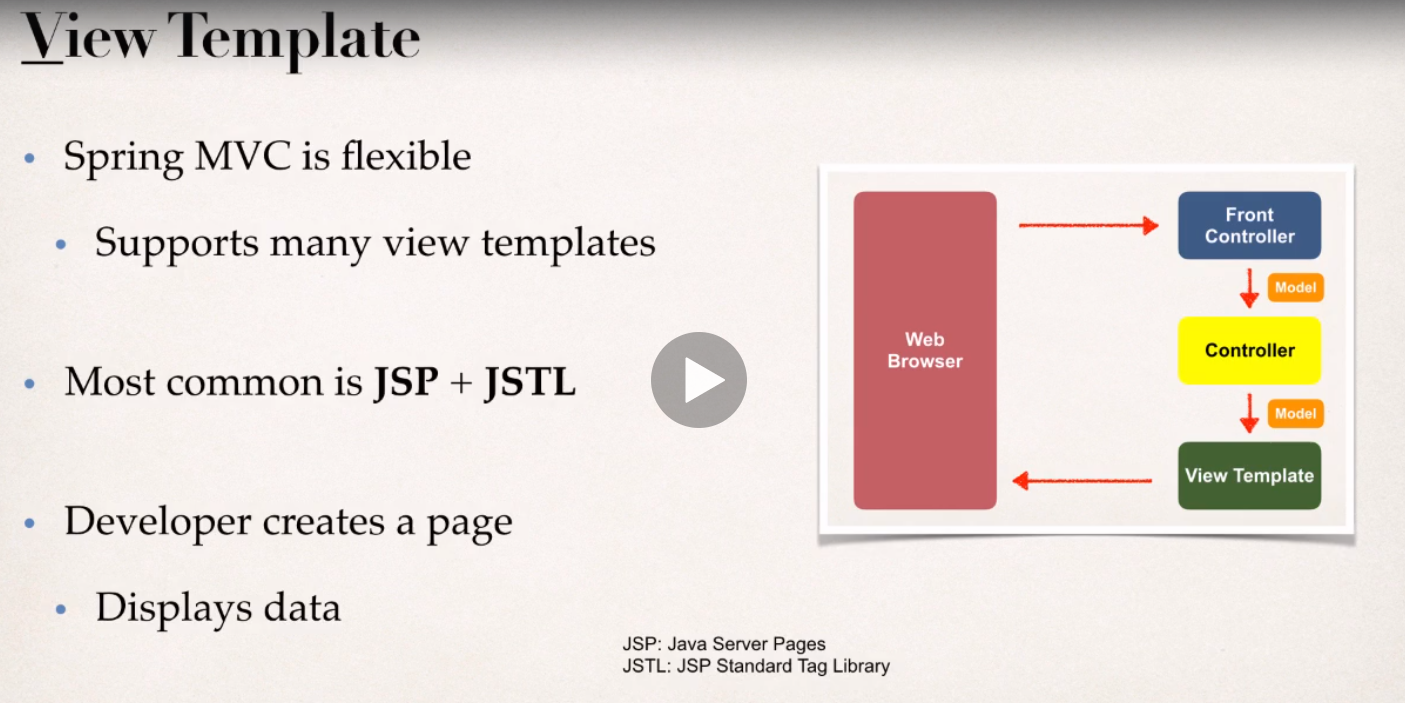 View Template
Spring MVC is flexible
Supports many view templates
Most common is JSP + JSTL
Developer creates a page
Displays data
Web
Browser
Front
Controller
Model
Controller
Model
View Template
JSP: Java Server Pages
JSTL: JSP Standard Tag Library